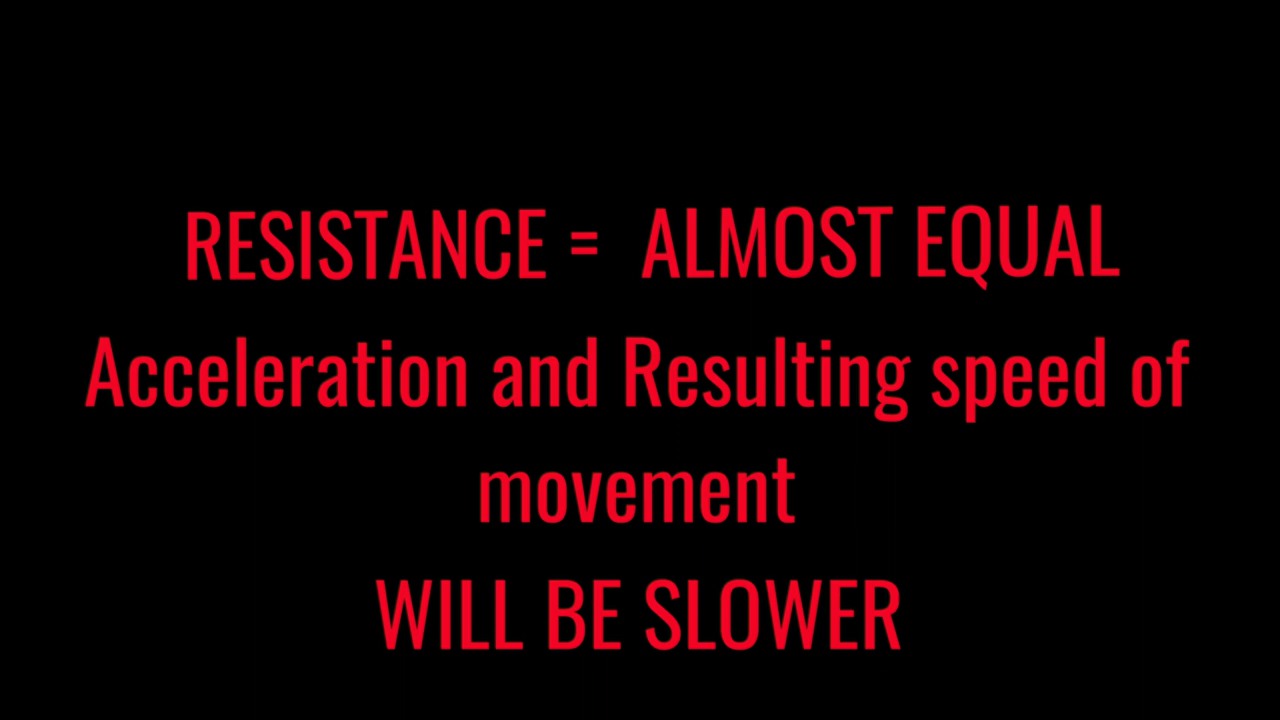 RESISTANCE = ALMOST EQUAL
Acceleration and Resulting speed of
movement
WILL BE SLOWER